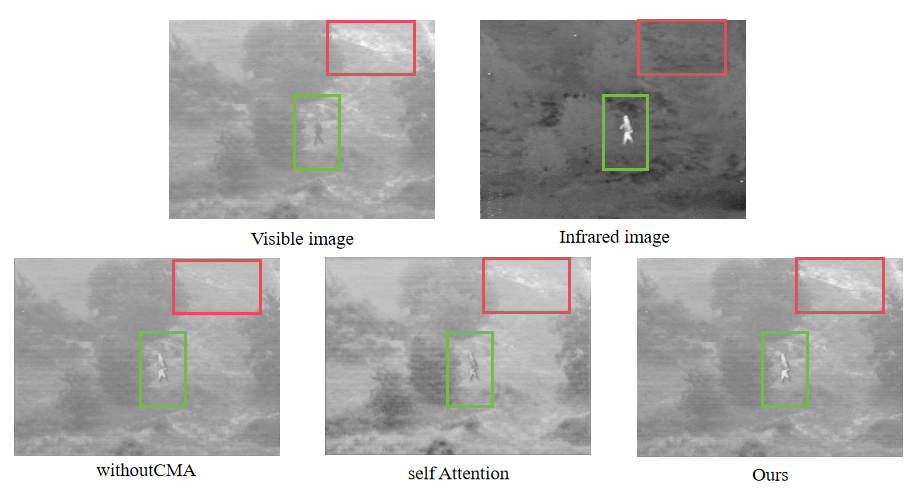 Visible image
Infrared image
withoutCMA
self Attention
Ours